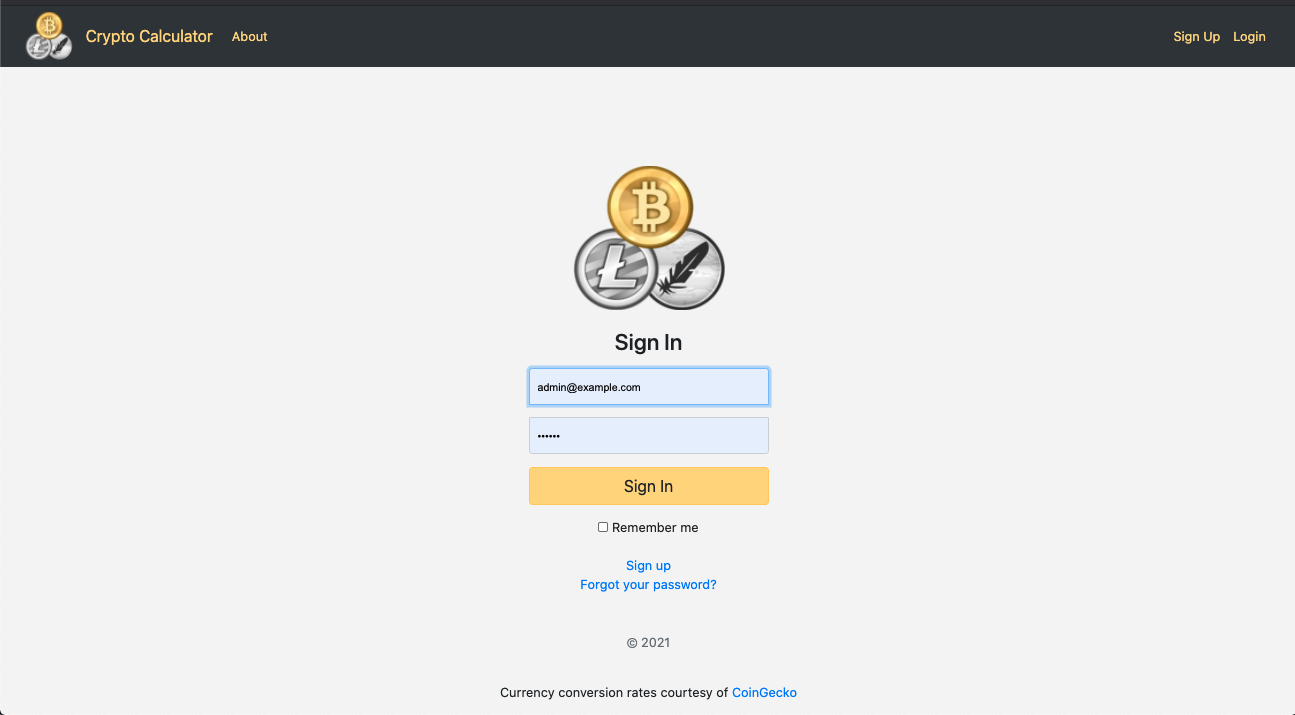 Crypto Calculator About Sign Up Login
Sign In
admin@example.com
••••••
Sign In
Remember me
Sign up
Forgot your password?
© 2021
Currency conversion rates courtesy of CoinGecko